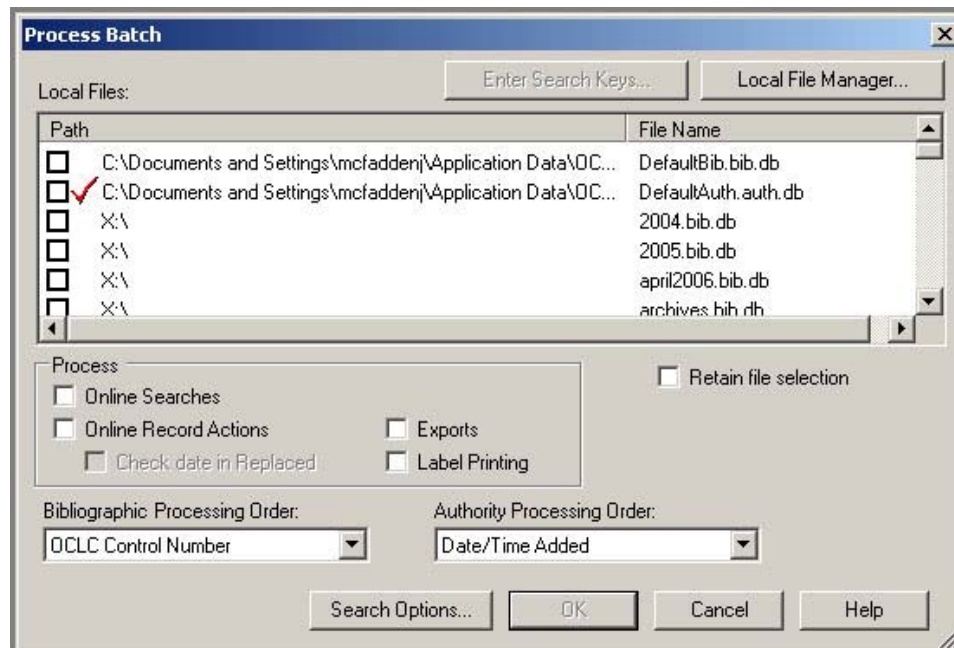 Process Batch
Enter Search Keys... Local File Manager...
Local Files:
Path File Name
C:\Documents and Settings\mcfaddenj\Application Data\OC... DefaultBib.bib.db
C:\Documents and Settings\mcfaddenj\Application Data\OC... DefaultAuth.auth.db
X:\ 2004.bib.db
X:\ 2005.bib.db
X:\ april2006.bib.db
X:\ archives.bib.db
Process
Retain file selection
Online Searches
Online Record Actions Exports
Check date in Replaced Label Printing
Bibliographic Processing Order: Authority Processing Order:
OCLC Control Number Date/Time Added
Search Options... OK Cancel Help